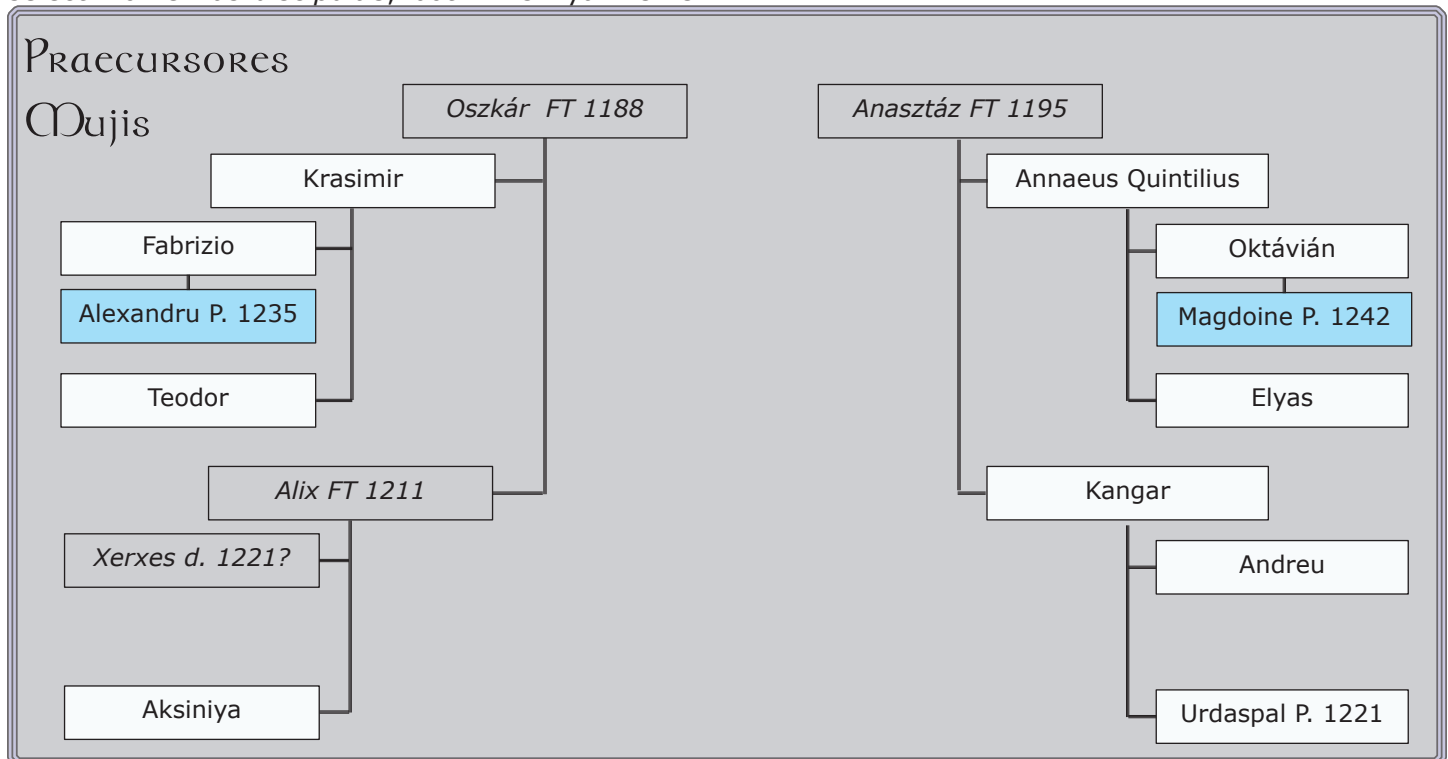 Praecursores
Mujis
Oszkár FT 1188
Anasztáz FT 1195
Krasimir
Annaeus Quintilius
Fabrizio
Oktávián
Alexandru P. 1235
Magdoine P. 1242
Teodor
Elyas
Alix FT 1211
Kangar
Xerxes d. 1221?
Andreu
Aksiniya
Urdaspal P. 1221